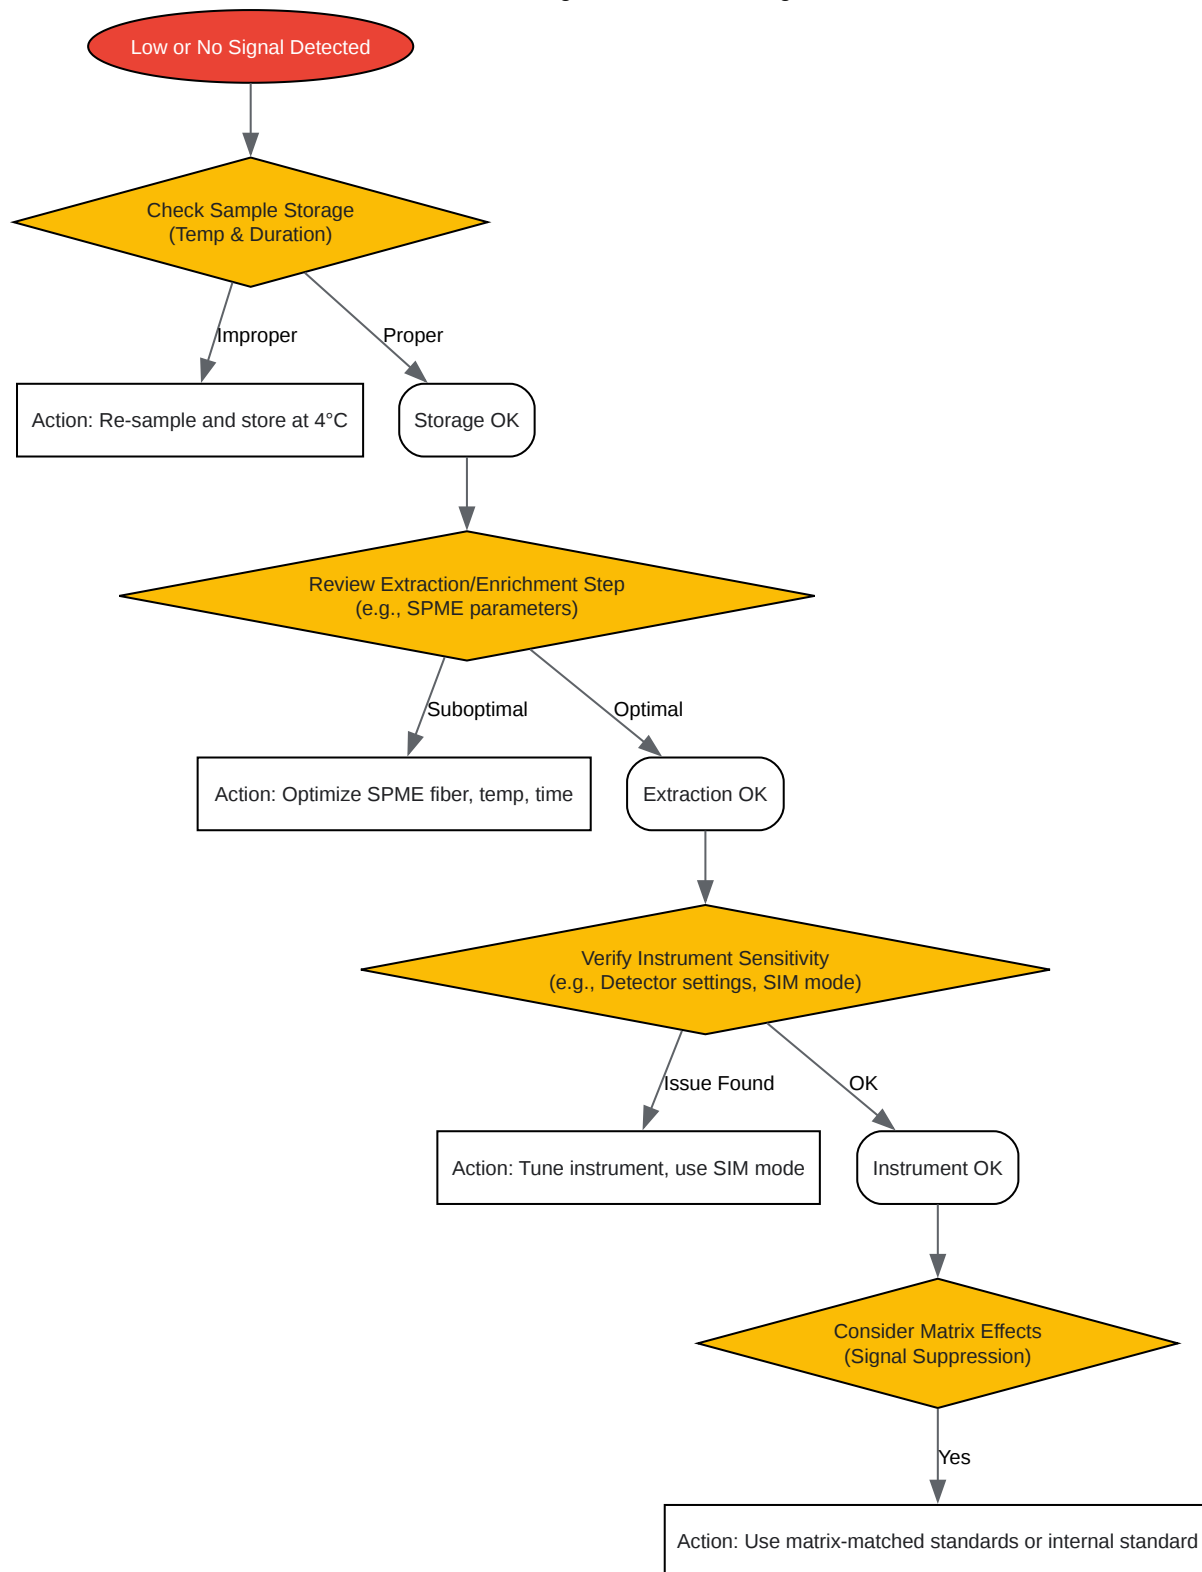 Low or No Signal Detected
Check Sample Storage
(Temp & Duration)
Improper
Proper
Action: Re-sample and store at 4°C
Storage OK
Review Extraction/Enrichment Step
(e.g., SPME parameters)
Suboptimal
Optimal
Action: Optimize SPME fiber, temp, time
Extraction OK
Verify Instrument Sensitivity
(e.g., Detector settings, SIM mode)
Issue Found
OK
Action: Tune instrument, use SIM mode
Instrument OK
Consider Matrix Effects
(Signal Suppression)
Yes
Action: Use matrix-matched standards or internal standard